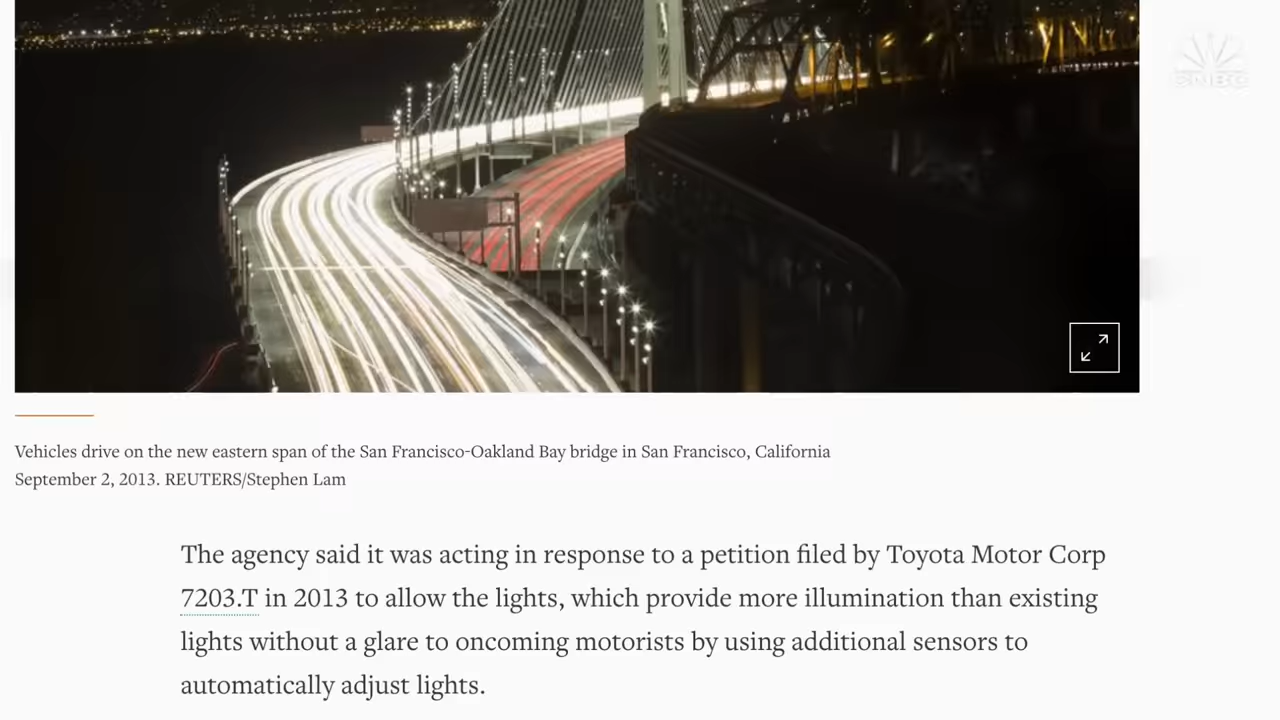 CNBC
Vehicles drive on the new eastern span of the San Francisco-Oakland Bay bridge in San Francisco, California
September 2, 2013. REUTERS/Stephen Lam
The agency said it was acting in response to a petition filed by Toyota Motor Corp
7203.T in 2013 to allow the lights, which provide more illumination than existing
lights without a glare to oncoming motorists by using additional sensors to
automatically adjust lights.